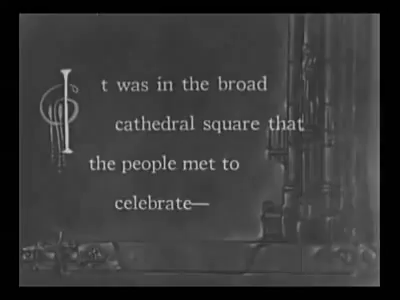 It was in the broad
cathedral square that
the people met to
celebrate—